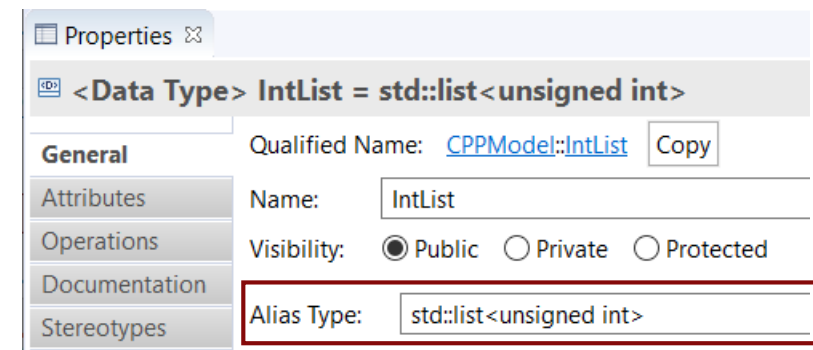 Properties
<D> <Data Type> IntList = std::list<unsigned int>
General
Qualified Name: CPPModel::IntList Copy
Attributes
Name: IntList
Operations
Visibility: Public Private Protected
Documentation
Alias Type: std::list<unsigned int>
Stereotypes